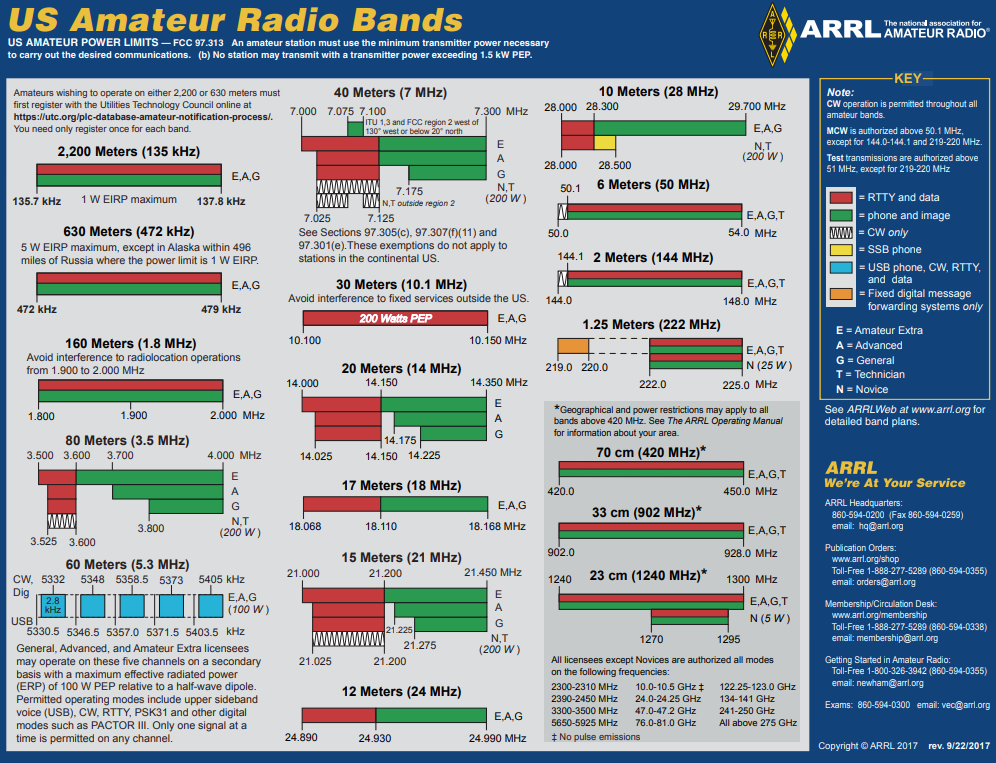 US Amateur Radio Bands
US AMATEUR POWER LIMITS — FCC 97.313 An amateur station must use the minimum transmitter power necessary
to carry out the desired communications. (b) No station may transmit with a transmitter power exceeding 1.5 kW PEP.
ARRL
ARRL The national association for
AMATEUR RADIO®
Amateurs wishing to operate on either 2,200 or 630 meters must
first register with the Utilities Technology Council online at
https://utc.org/plc-database-amateur-notification-process/.
You need only register once for each band.
2,200 Meters (135 kHz)
E,A,G
135.7 kHz 1 W EIRP maximum 137.8 kHz
630 Meters (472 kHz)
5 W EIRP maximum, except in Alaska within 496
miles of Russia where the power limit is 1 W EIRP.
E,A,G
472 kHz 479 kHz
160 Meters (1.8 MHz)
Avoid interference to radiolocation operations
from 1.900 to 2.000 MHz
E,A,G
1.800 1.900 2.000 MHz
80 Meters (3.5 MHz)
3.500 3.600 3.700 4.000 MHz
E
A
G
N,T
(200 W)
3.800
3.525 3.600
60 Meters (5.3 MHz)
CW,
Dig
5332 5348 5358.5 5373 5405 kHz
2.8
kHz
E,A,G
(100 W)
USB
5330.5 5346.5 5357.0 5371.5 5403.5 kHz
General, Advanced, and Amateur Extra licensees
may operate on these five channels on a secondary
basis with a maximum effective radiated power
(ERP) of 100 W PEP relative to a half-wave dipole.
Permitted operating modes include upper sideband
voice (USB), CW, RTTY, PSK31 and other digital
modes such as PACTOR III. Only one signal at a
time is permitted on any channel.
40 Meters (7 MHz)
7.000 7.075 7.100 7.300 MHz
ITU 1,3 and FCC region 2 west of
130° west or below 20° north
E
A
G
7.175
N,T
(200 W)
N,T outside region 2
7.025 7.125
See Sections 97.305(c), 97.307(f)(11) and
97.301(e).These exemptions do not apply to
stations in the continental US.
30 Meters (10.1 MHz)
Avoid interference to fixed services outside the US.
200 Watts PEP
E,A,G
10.100 10.150 MHz
20 Meters (14 MHz)
14.000 14.150 14.350 MHz
E
A
G
14.175
14.025 14.150 14.225
17 Meters (18 MHz)
E,A,G
18.068 18.110 18.168 MHz
15 Meters (21 MHz)
21.000 21.200 21.450 MHz
E
A
G
21.225
N,T
(200 W)
21.275
21.025 21.200
12 Meters (24 MHz)
E,A,G
24.890 24.930 24.990 MHz
10 Meters (28 MHz)
28.000 28.300 29.700 MHz
E,A,G
N,T
(200 W)
28.000 28.500
6 Meters (50 MHz)
50.1
E,A,G,T
50.0 54.0 MHz
2 Meters (144 MHz)
144.1
E,A,G,T
144.0 148.0 MHz
1.25 Meters (222 MHz)
E,A,G,T
N (25 W)
219.0 220.0
222.0 225.0 MHz
*Geographical and power restrictions may apply to all
bands above 420 MHz. See The ARRL Operating Manual
for information about your area.
70 cm (420 MHz)*
E,A,G,T
420.0 450.0 MHz
33 cm (902 MHz)*
E,A,G,T
902.0 928.0 MHz
23 cm (1240 MHz)*
1240 1300 MHz
E,A,G,T
N (5 W)
1270 1295
All licensees except Novices are authorized all modes
on the following frequencies:
2300-2310 MHz 10.0-10.5 GHz ‡ 122.25-123.0 GHz
2390-2450 MHz 24.0-24.25 GHz 134-141 GHz
3300-3500 MHz 47.0-47.2 GHz 241-250 GHz
5650-5925 MHz 76.0-81.0 GHz All above 275 GHz
‡ No pulse emissions
KEY
Note:
CW operation is permitted throughout all
amateur bands.
MCW is authorized above 50.1 MHz,
except for 144.0-144.1 and 219-220 MHz.
Test transmissions are authorized above
51 MHz, except for 219-220 MHz
= RTTY and data
= phone and image
= CW only
= SSB phone
= USB phone, CW, RTTY,
and data
= Fixed digital message
forwarding systems only
E = Amateur Extra
A = Advanced
G = General
T = Technician
N = Novice
See ARRLWeb at www.arrl.org for
detailed band plans.
ARRL
We're At Your Service
ARRL Headquarters:
860-594-0200 (Fax 860-594-0259)
email: hq@arrl.org
Publication Orders:
www.arrl.org/shop
Toll-Free 1-888-277-5289 (860-594-0355)
email: orders@arrl.org
Membership/Circulation Desk:
www.arrl.org/membership
Toll-Free 1-888-277-5289 (860-594-0338)
email: membership@arrl.org
Getting Started in Amateur Radio:
Toll-Free 1-800-326-3942 (860-594-0355)
email: newham@arrl.org
Exams: 860-594-0300 email: vec@arrl.org
Copyright © ARRL 2017 rev. 9/22/2017